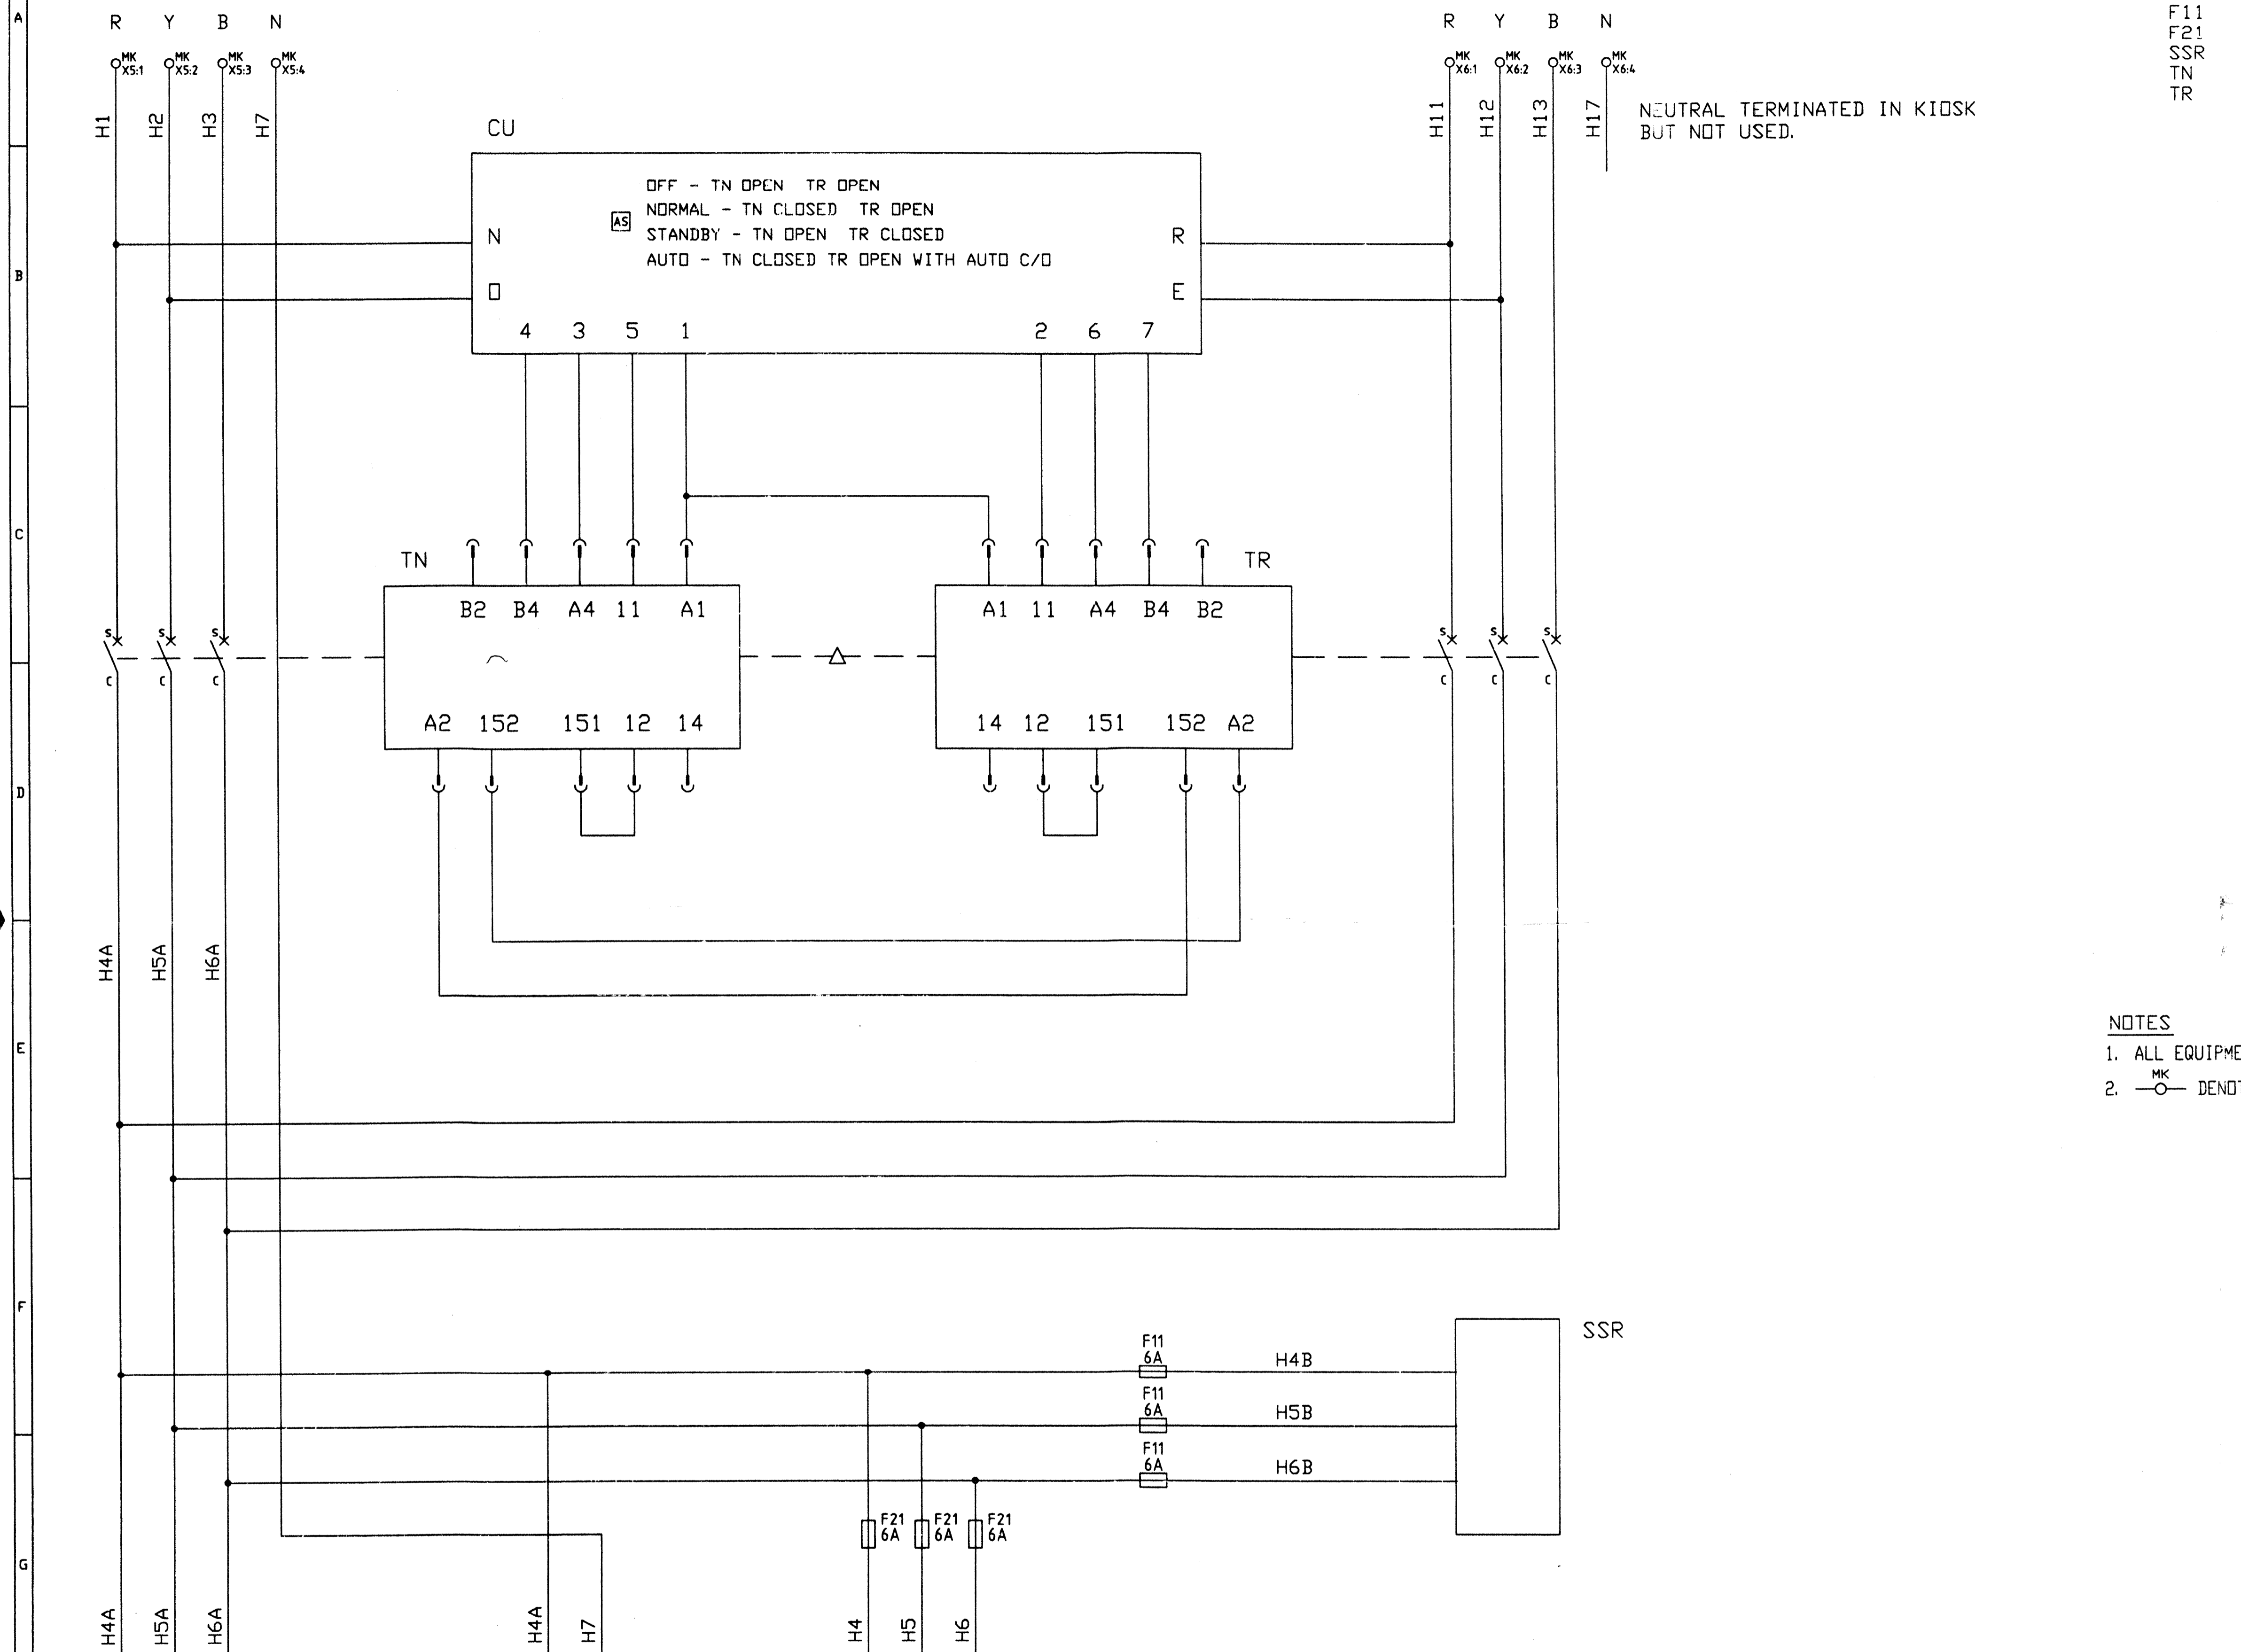 A
B
C
D
E
F
G
R Y B N
MK X5:1
MK X5:2
MK X5:3
MK X5:4
H1 H2 H3 H7
R Y B N
MK X6:1
MK X6:2
MK X6:3
MK X6:4
H11 H12 H13 H17
NEUTRAL TERMINATED IN KIOSK
BUT NOT USED.
F11
F21
SSR
TN
TR
CU
OFF - TN OPEN TR OPEN
NORMAL - TN CLOSED TR OPEN
AS
STANDBY - TN OPEN TR CLOSED
AUTO - TN CLOSED TR OPEN WITH AUTO C/O
N R
O E
4 3 5 1 2 6 7
TN TR
B2 B4 A4 11 A1
A1 11 A4 B4 B2
S S S S S S
C C C C C C
A2 152 151 12 14
14 12 151 152 A2
H4A H5A H6A
NOTES
1. ALL EQUIPME
2. MK DENOT
SSR
F11
6A
H4B
F11
6A
H5B
F11
6A
H6B
F21 F21 F21
6A 6A 6A
H4A H5A H6A H4A H7 H4 H5 H6